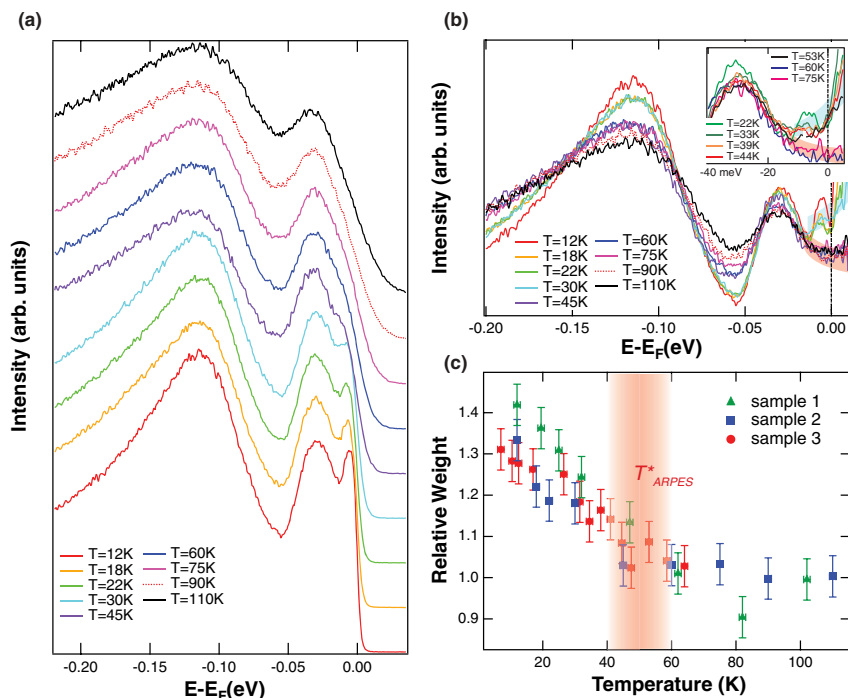 (a)
Intensity (arb. units)
T=12K
T=18K
T=22K
T=30K
T=45K
T=60K
T=75K
T=90K
T=110K
-0.20
-0.15
-0.10
-0.05
0.00
E-EF(eV)
(b)
Intensity (arb. units)
T=53K
T=60K
T=75K
T=22K
T=33K
T=39K
T=44K
-40 meV
-20
0
T=12K
T=18K
T=22K
T=30K
T=45K
T=60K
T=75K
T=90K
T=110K
-0.20
-0.15
-0.10
-0.05
0.00
E-EF(eV)
(c)
Relative Weight
1.4
1.3
1.2
1.1
1.0
0.9
sample 1
sample 2
sample 3
T*ARPES
20
40
60
80
100
Temperature (K)